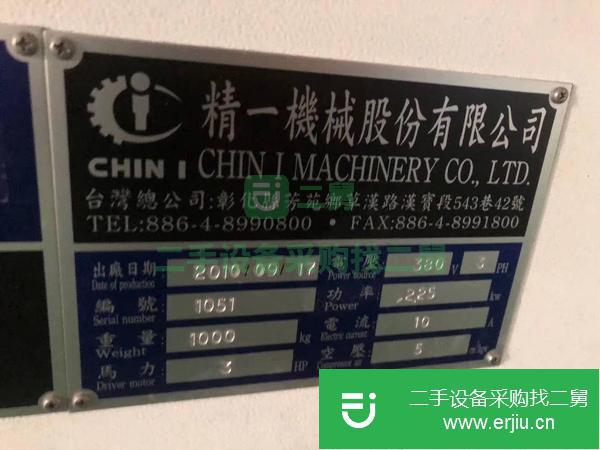 精一機械股份有限公司
CHIN I
CHIN I MACHINERY CO., LTD.
台灣總公司:彰化縣芳苑鄉草漢路漢寶段543巷42號
TEL:886-4-8990800 • FAX:886-4-8991800
二舅
二手设备采购找二舅
出廠日期 2010/09/17 電壓: 380 V 3 PH
Date of production Power source
編號: 1051 功率: .225 kw
Serial number Power
重量: 1000 kg 電流: 10 A
Weight Electric current
馬力: 3 HP 空壓: 5
Driver motor Compressor air
二手设备采购找二舅
www.erjiu.cn